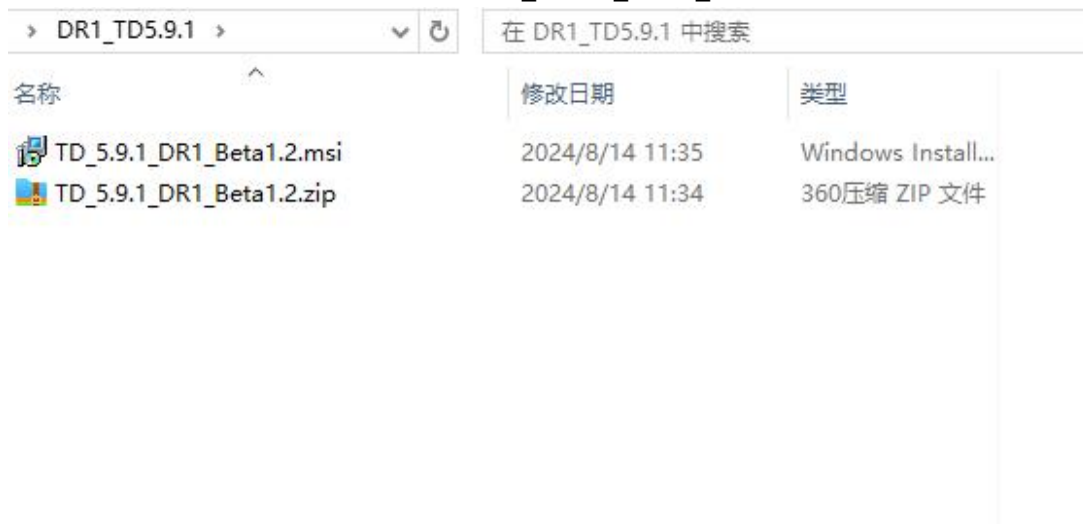 › DR1_TD5.9.1 ›
在 DR1_TD5.9.1 中搜索
名称 修改日期 类型
TD_5.9.1_DR1_Beta1.2.msi 2024/8/14 11:35 Windows Install...
TD_5.9.1_DR1_Beta1.2.zip 2024/8/14 11:34 360压缩 ZIP 文件